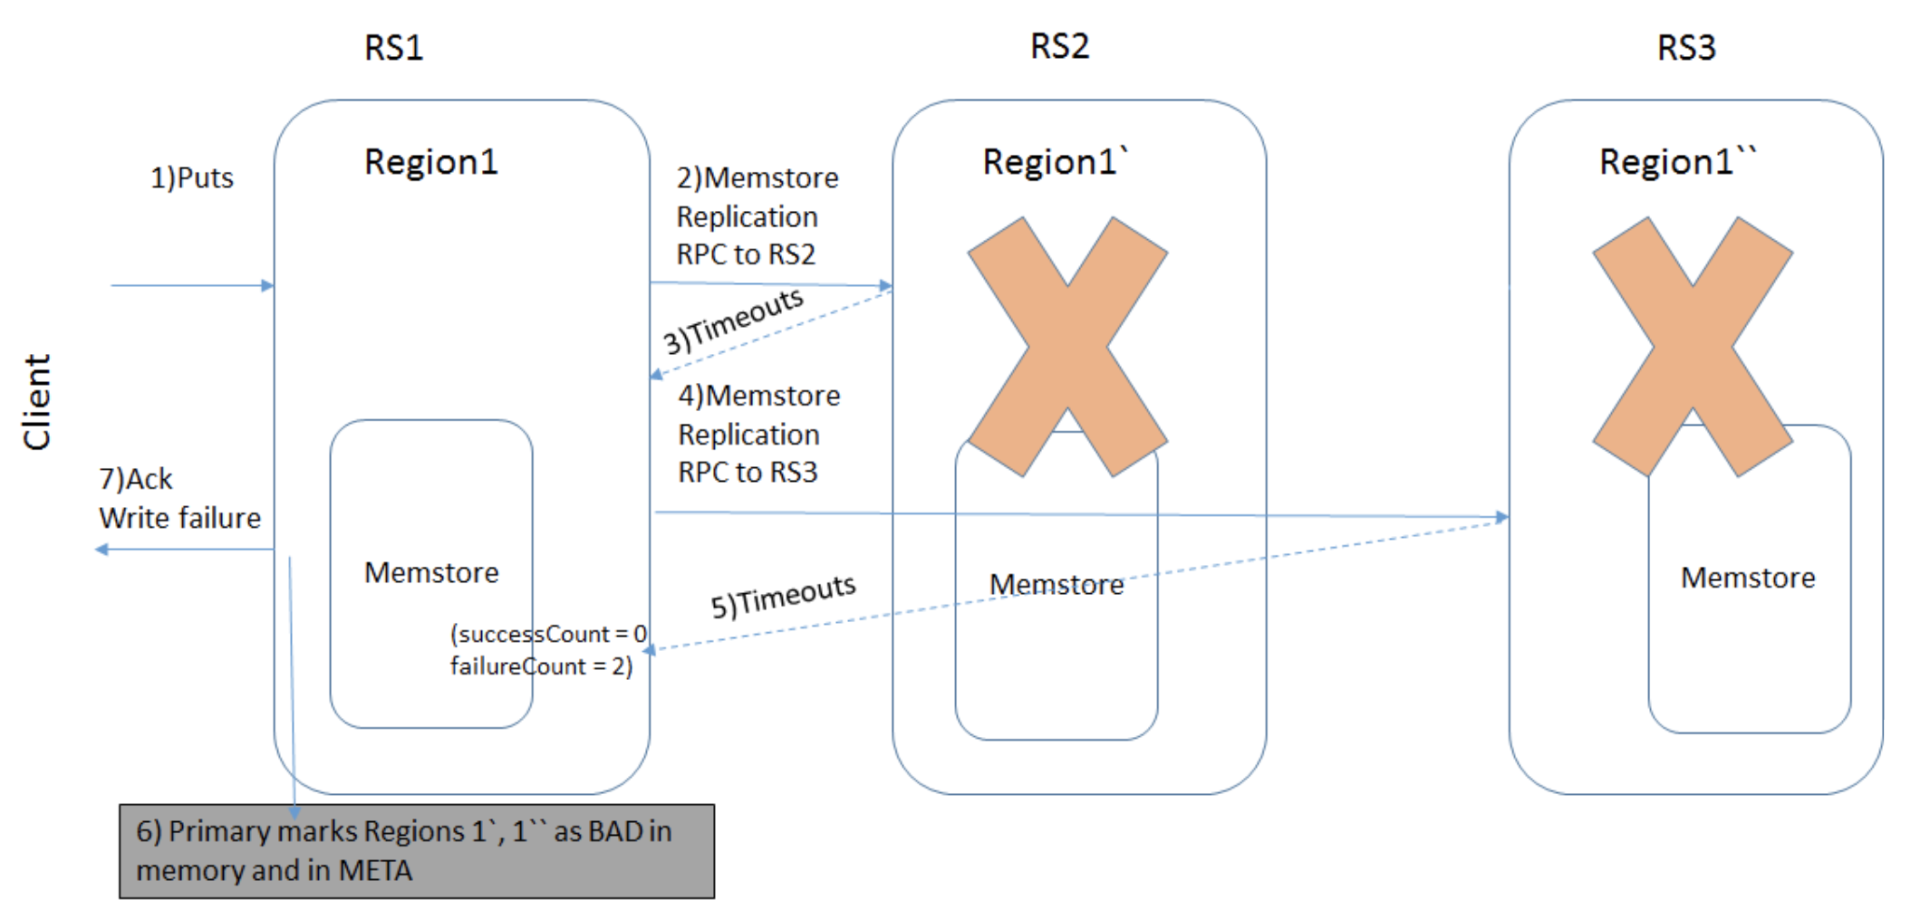 RS1
RS2
RS3
Region1
Region1`
Region1``
1)Puts
2)Memstore
Replication
RPC to RS2
3)Timeouts
4)Memstore
Replication
RPC to RS3
Client
7)Ack
Write failure
Memstore
Memstore
Memstore
5)Timeouts
(successCount = 0
failureCount = 2)
6) Primary marks Regions 1`, 1`` as BAD in
memory and in META